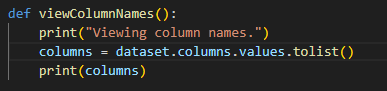 def viewColumnNames():
    print("Viewing column names.")
    columns = dataset.columns.values.tolist()
    print(columns)